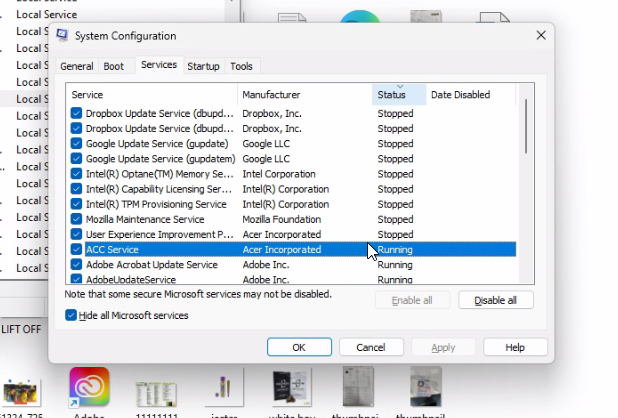 Local Service
Local Service
System Configuration
Local S
Local S
General Boot Services Startup Tools
Local S
Local S
Service Manufacturer Status Date Disabled
Local S
Dropbox Update Service (dbupd... Dropbox, Inc. Stopped
Local S
Dropbox Update Service (dbupd... Dropbox, Inc. Stopped
Local S
Google Update Service (gupdate) Google LLC Stopped
Local S
Google Update Service (gupdatem) Google LLC Stopped
Local S
Intel(R) Optane(TM) Memory Se... Intel Corporation Stopped
Local S
Intel(R) Capability Licensing Ser... Intel(R) Corporation Stopped
Local S
Intel(R) TPM Provisioning Service Intel(R) Corporation Stopped
Local S
Mozilla Maintenance Service Mozilla Foundation Stopped
Local S
User Experience Improvement P... Acer Incorporated Stopped
Local S
ACC Service Acer Incorporated Running
Local S
Adobe Acrobat Update Service Adobe Inc. Running
AdobeUpdateService Adobe Inc. Running
Note that some secure Microsoft services may not be disabled.
Enable all Disable all
Hide all Microsoft services
LIFT OFF
OK Cancel Apply Help
Adobe 11111111 jester white boy thumbnail thumbnail